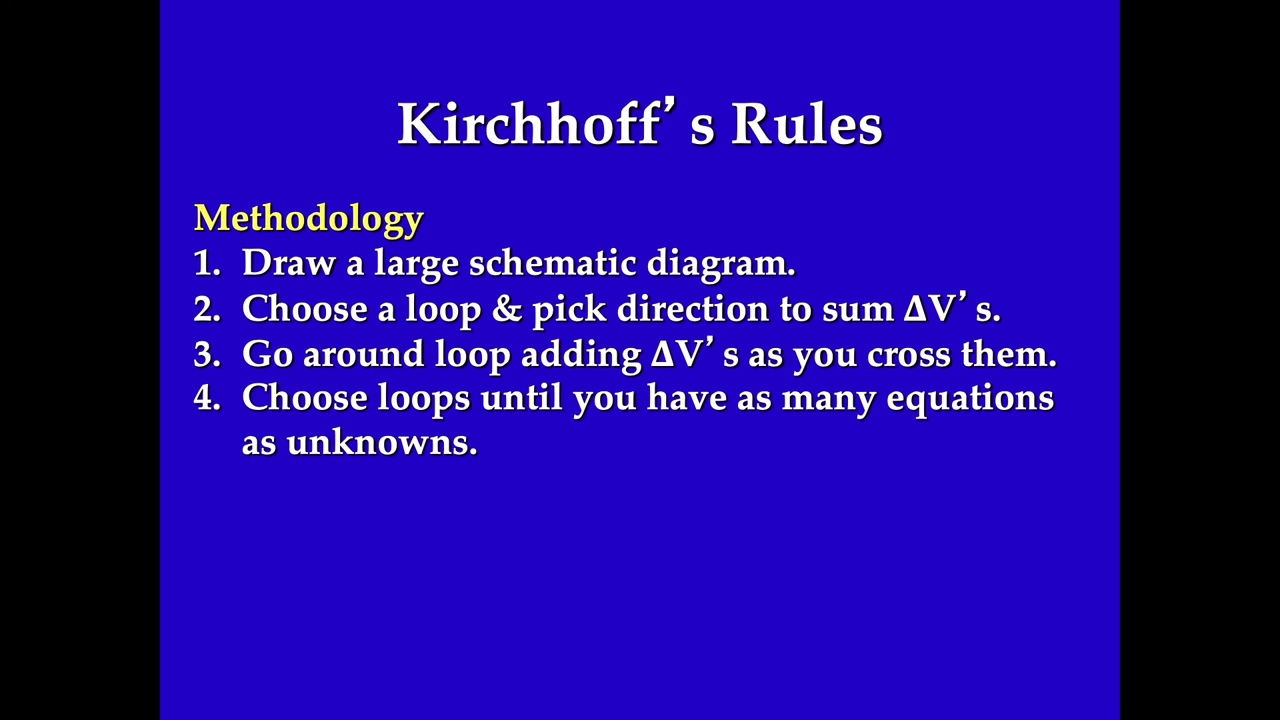 Kirchhoff’s Rules
Methodology
1. Draw a large schematic diagram.
2. Choose a loop & pick direction to sum ΔV’s.
3. Go around loop adding ΔV’s as you cross them.
4. Choose loops until you have as many equations
as unknowns.